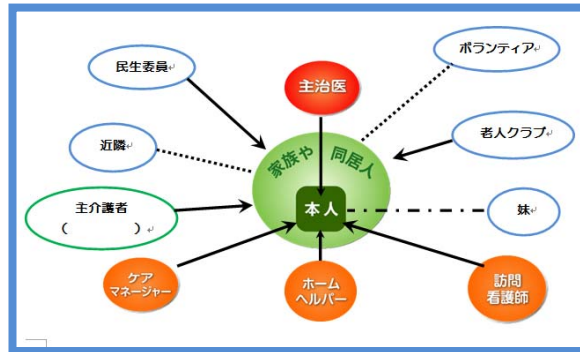 民生委員
主治医
ボランティア
近隣
家族や 同居人
老人クラブ
主介護者
（　　　　　）
本人
妹
ケア
マネージャー
ホーム
ヘルパー
訪問
看護師